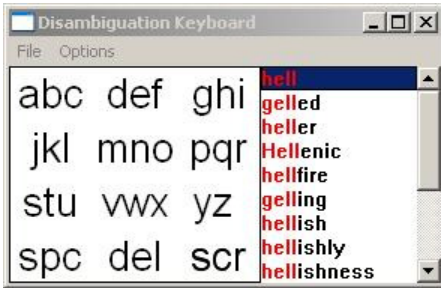 Disambiguation Keyboard
File Options
abc def ghi
jkl mno pqr
stu vwx yz
spc del scr
hell
gelled
heller
Hellenic
hellfire
gelling
hellish
hellishly
hellishness